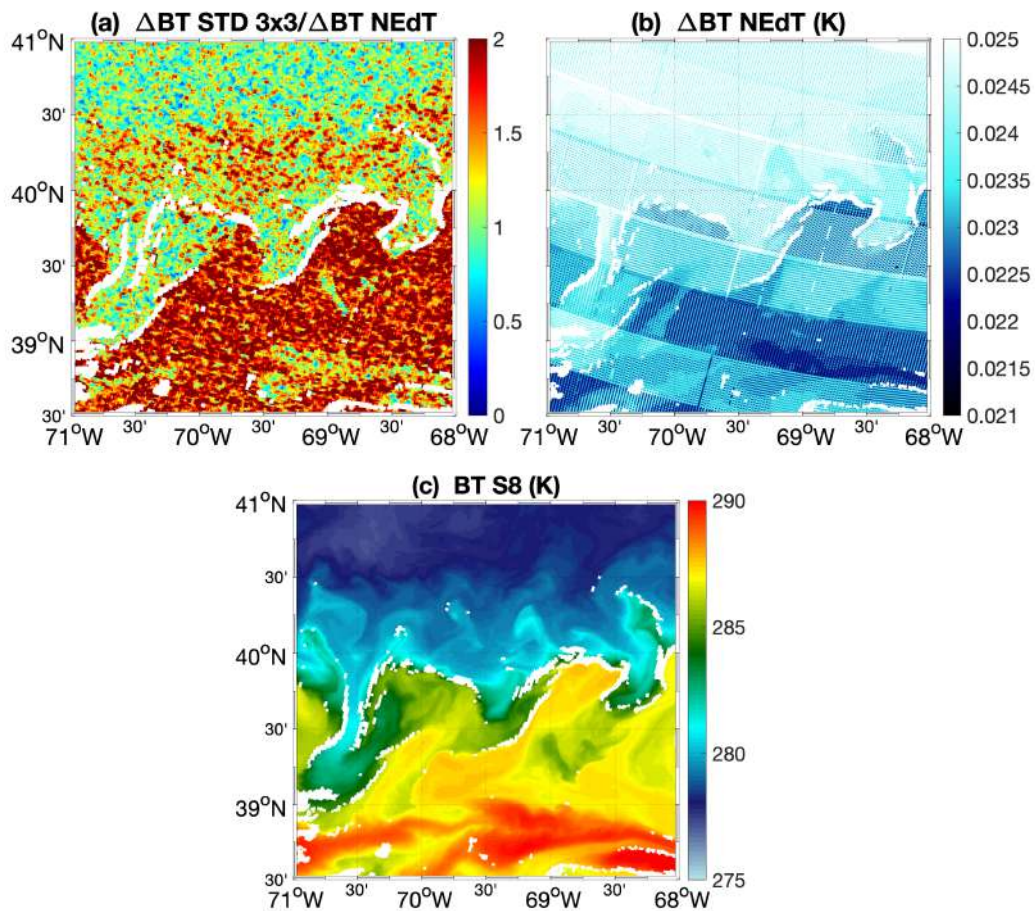 (a) ΔBT STD 3x3/ΔBT NEdT
41°N
30'
40°N
30'
39°N
30'
71°W 30' 70°W 30' 69°W 30' 68°W
2
1.5
1
0.5
0
(b) ΔBT NEdT (K)
71°W 30' 70°W 30' 69°W 30' 68°W
0.025
0.0245
0.024
0.0235
0.023
0.0225
0.022
0.0215
0.021
(c) BT S8 (K)
41°N
30'
40°N
30'
39°N
30'
71°W 30' 70°W 30' 69°W 30' 68°W
290
285
280
275